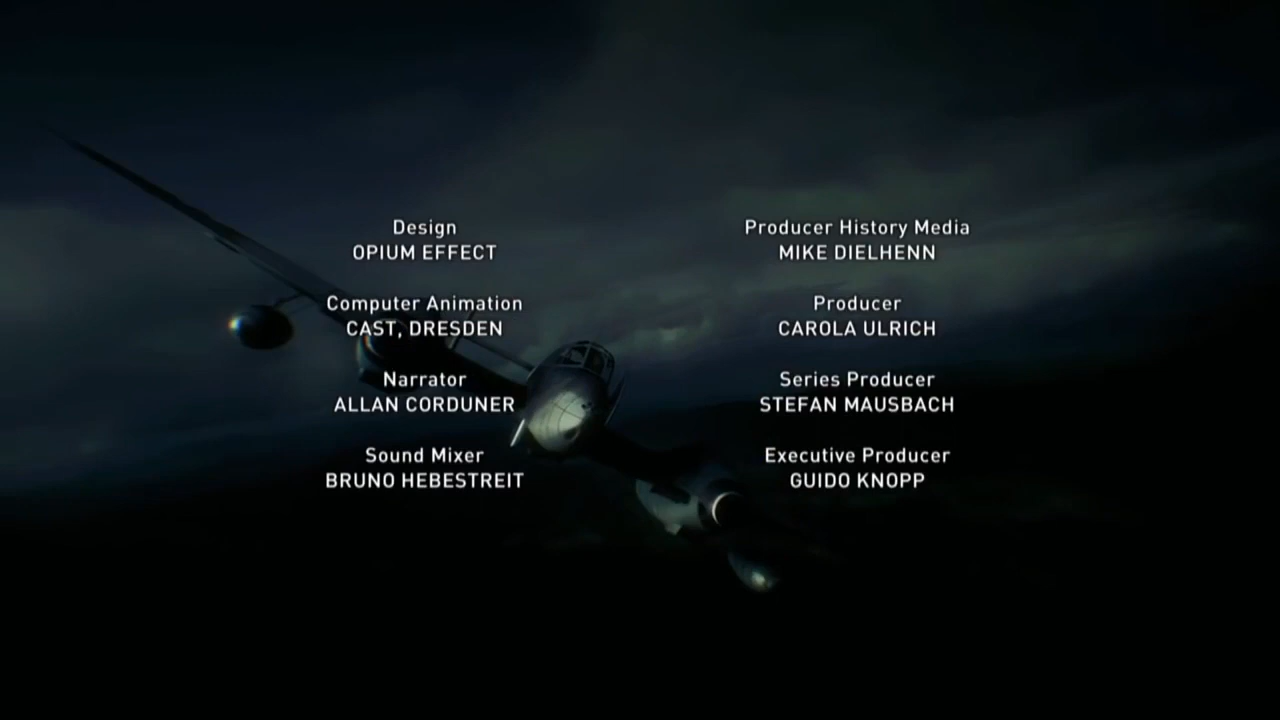 Design
OPIUM EFFECT
Computer Animation
CAST, DRESDEN
Narrator
ALLAN CORDUNER
Sound Mixer
BRUNO HEBESTREIT
Producer History Media
MIKE DIELHENN
Producer
CAROLA ULRICH
Series Producer
STEFAN MAUSBACH
Executive Producer
GUIDO KNOPP